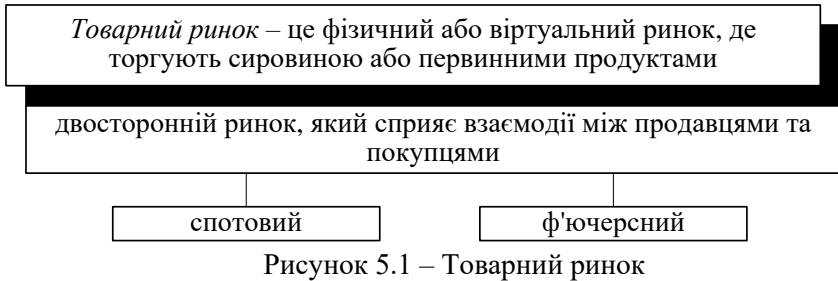 Товарний ринок – це фізичний або віртуальний ринок, де
торгують сировиною або первинними продуктами
двосторонній ринок, який сприяє взаємодії між продавцями та
покупцями
спотовий
ф'ючерсний
Рисунок 5.1 – Товарний ринок